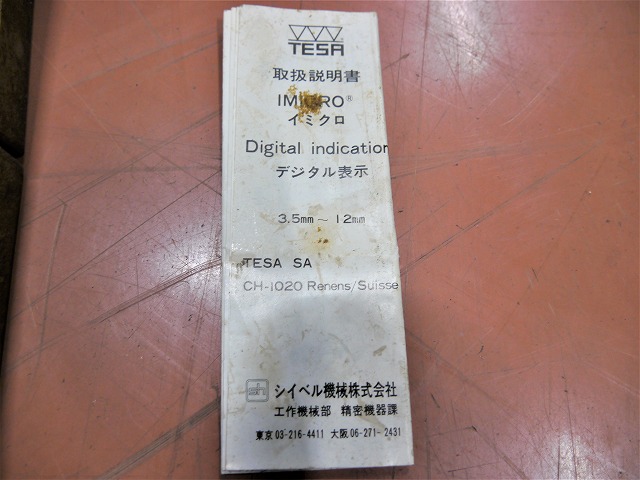 TESA
取扱説明書
IMICRO®
イミクロ
Digital indication
デジタル表示
3.5mm ~ 12mm
TESA SA
CH-1020 Renens/Suisse
シイベル機械株式会社
工作機械部 精密機器課
東京 03-216-4411 大阪 06-271-2431